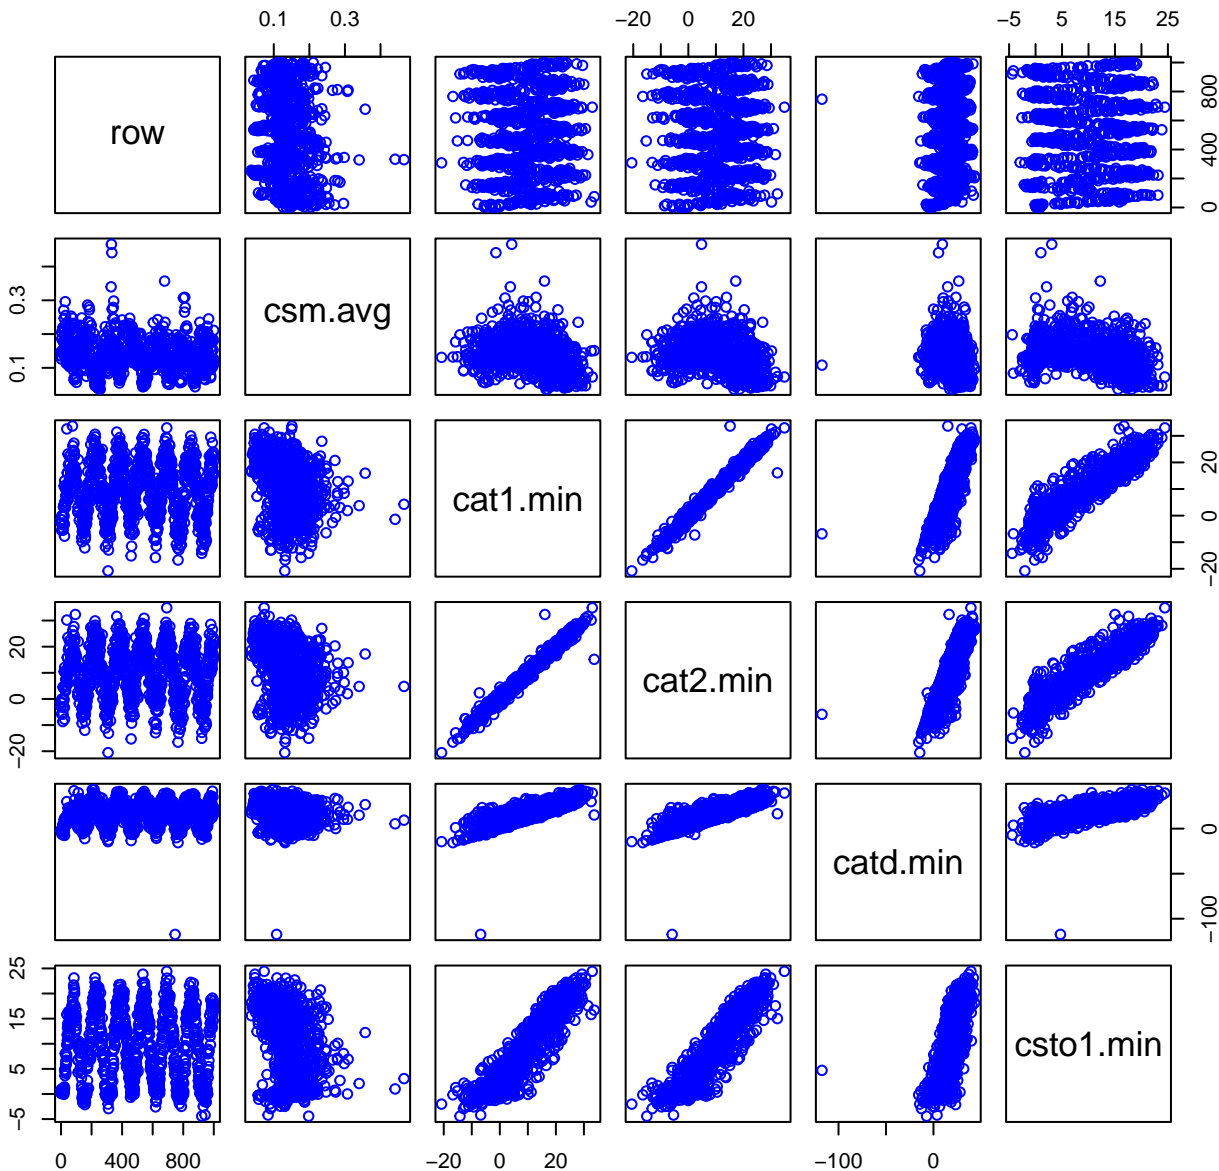 0.1 0.3 −20 0 20 −5 5 15 25
row 0 400 800
0.1 0.3 csm.avg
cat1.min −20 0 20
−20 0 20 cat2.min
catd.min −100 0
−5 5 15 25 csto1.min
0 400 800 −20 0 20 −100 0